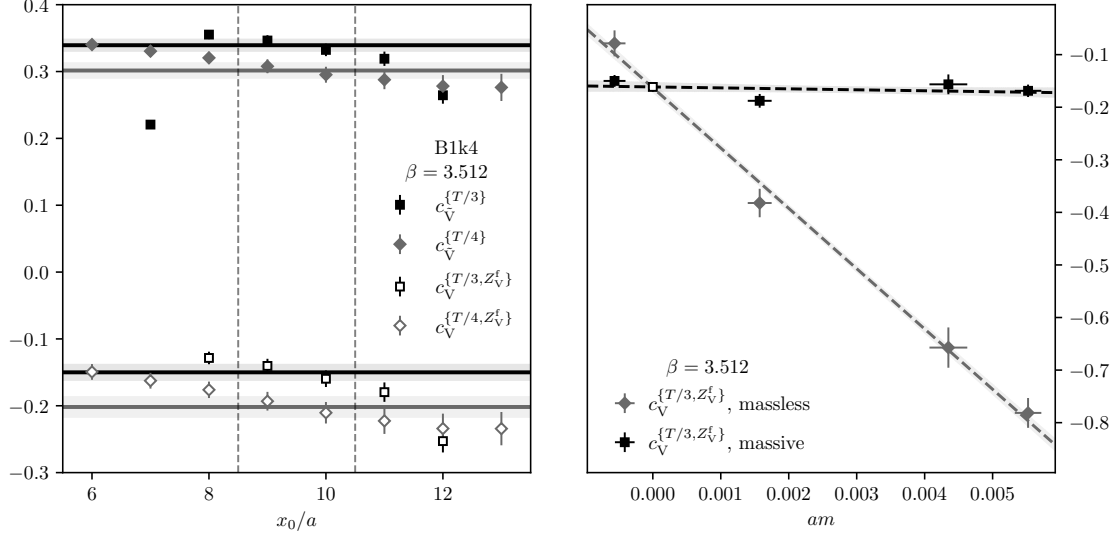 0.4
0.3
0.2
0.1
0.0
−0.1
−0.2
−0.3
6
8
10
12
x₀/a
B1k4
β = 3.512
c_Ṽ^{T/3}
c_Ṽ^{T/4}
c_V^{T/3,Z_V^f}
c_V^{T/4,Z_V^f}
−0.1
−0.2
−0.3
−0.4
−0.5
−0.6
−0.7
−0.8
0.000
0.001
0.002
0.003
0.004
0.005
am
β = 3.512
c_V^{T/3,Z_V^f}, massless
c_V^{T/3,Z_V^f}, massive